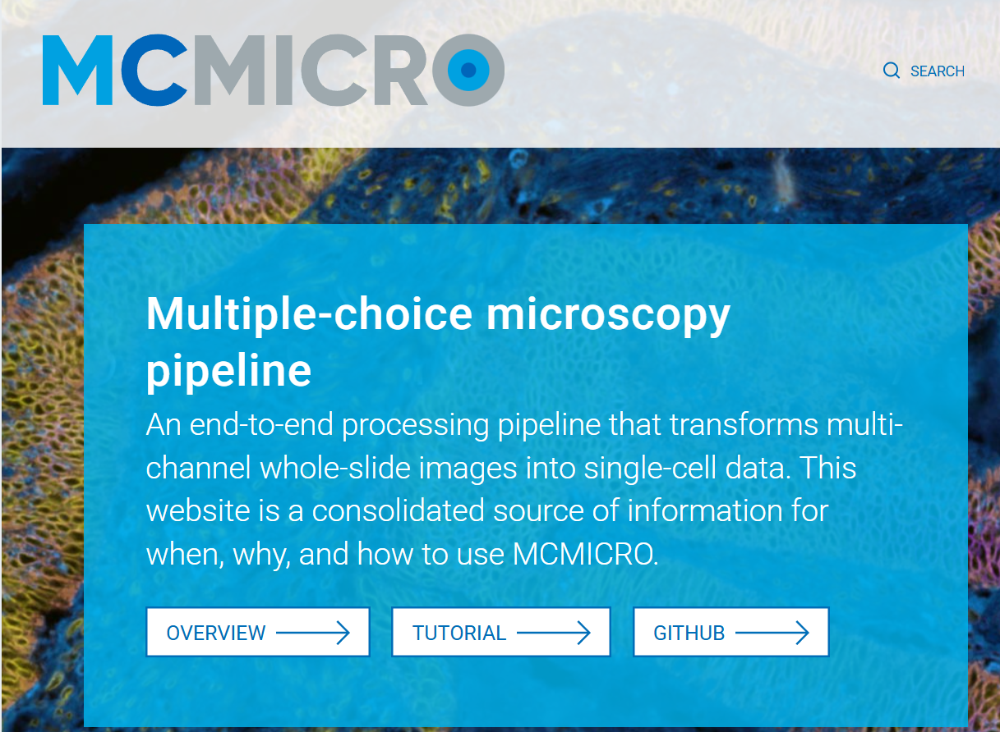 MCMICRO
SEARCH
Multiple-choice microscopy
pipeline
An end-to-end processing pipeline that transforms multi-
channel whole-slide images into single-cell data. This
website is a consolidated source of information for
when, why, and how to use MCMICRO.
OVERVIEW
TUTORIAL
GITHUB